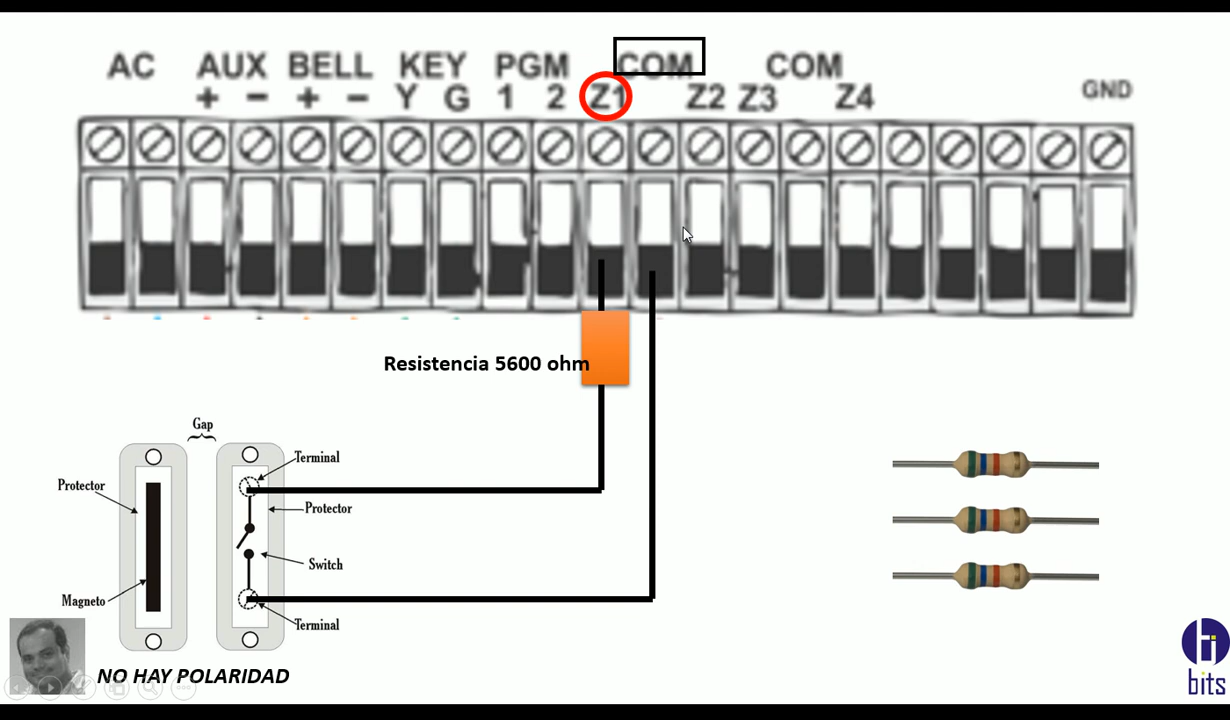 AC AUX BELL KEY PGM COM COM
+ - + - Y G 1 2 Z1 Z2 Z3 Z4 GND
Resistencia 5600 ohm
Gap
Terminal
Protector
Protector
Switch
Magneto
Terminal
NO HAY POLARIDAD
hi
bits